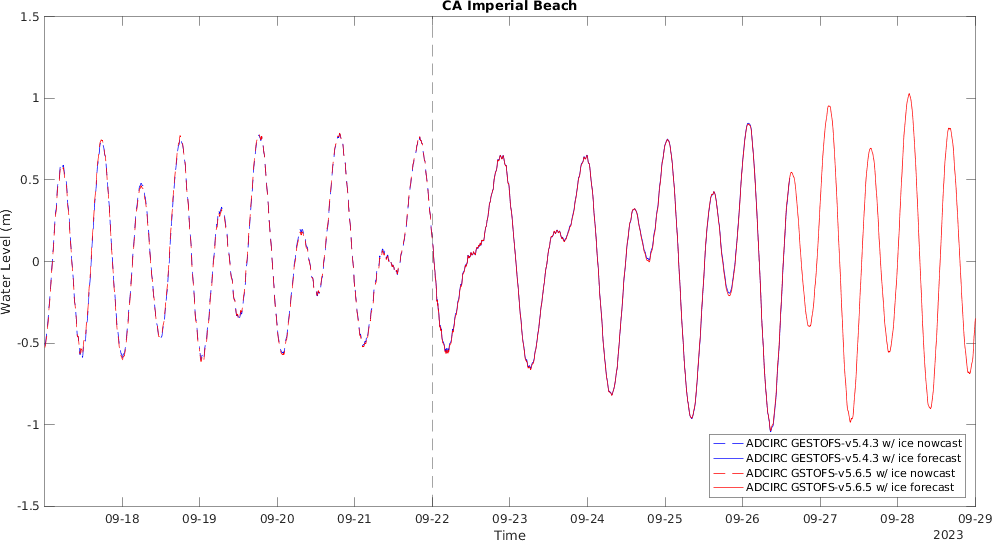 CA Imperial Beach
1.5
1
0.5
0
-0.5
-1
-1.5
Water Level (m)
09-18 09-19 09-20 09-21 09-22 09-23 09-24 09-25 09-26 09-27 09-28 09-29
Time
2023
ADCIRC GESTOFS-v5.4.3 w/ ice nowcast
ADCIRC GESTOFS-v5.4.3 w/ ice forecast
ADCIRC GSTOFS-v5.6.5 w/ ice nowcast
ADCIRC GSTOFS-v5.6.5 w/ ice forecast